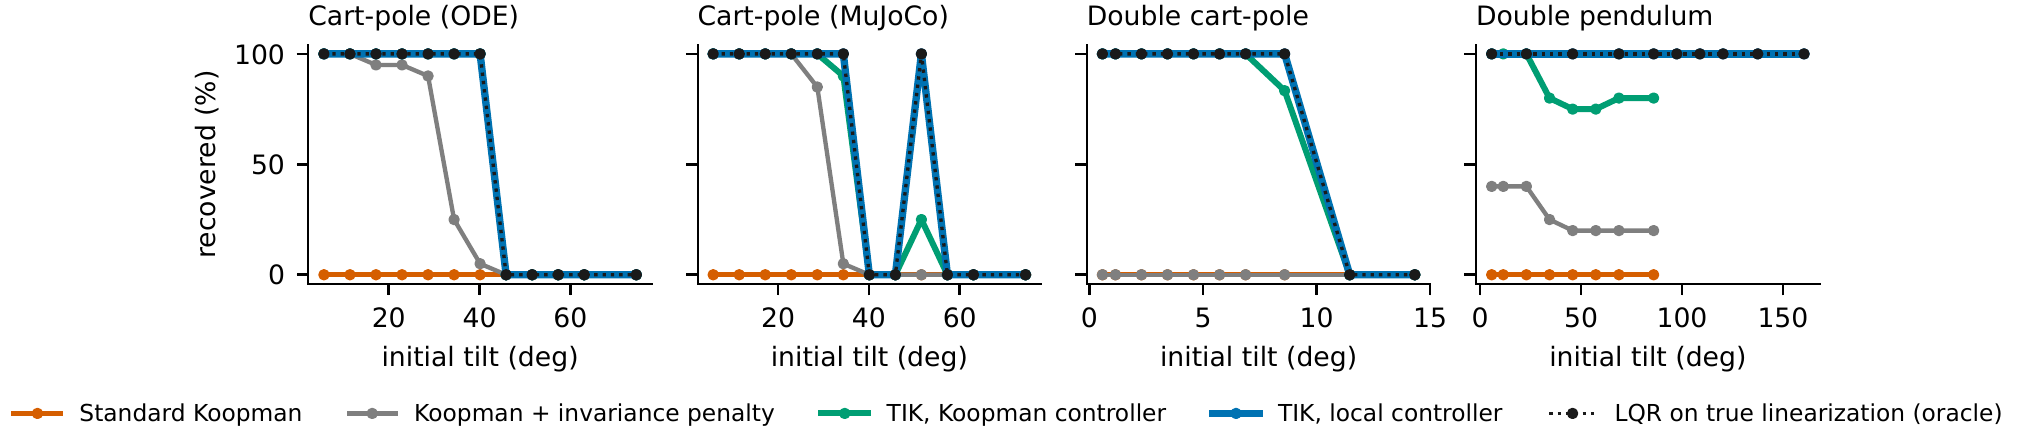 Cart-pole (ODE)
Cart-pole (MuJoCo)
Double cart-pole
Double pendulum
recovered (%)
100
50
0
20 40 60
20 40 60
0 5 10 15
0 50 100 150
initial tilt (deg)
initial tilt (deg)
initial tilt (deg)
initial tilt (deg)
Standard Koopman
Koopman + invariance penalty
TIK, Koopman controller
TIK, local controller
LQR on true linearization (oracle)